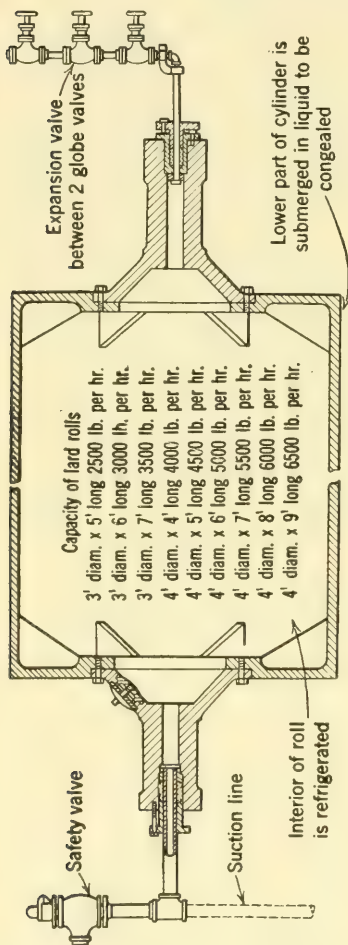 Expansion valve
between 2 globe valves
Lower part of cylinder is
submerged in liquid to be
congealed
Capacity of lard rolls
3' diam. x 5' long 2500 lb. per hr.
3' diam. x 6' long 3000 lb. per hr.
3' diam. x 7' long 3500 lb. per hr.
4' diam. x 4' long 4000 lb. per hr.
4' diam. x 5' long 4500 lb. per hr.
4' diam. x 6' long 5000 lb. per hr.
4' diam. x 7' long 5500 lb. per hr.
4' diam. x 8' long 6000 lb. per hr.
4' diam. x 9' long 6500 lb. per hr.
Interior of roll
is refrigerated
Safety valve
Suction line